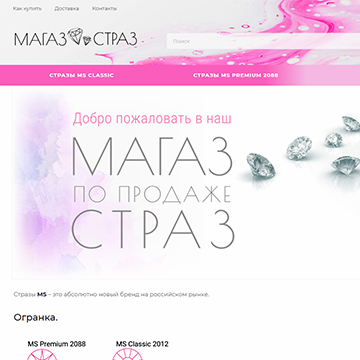 Как купить Доставка Контакты
МАГАЗ СТРАЗ
Поиск
СТРАЗЫ MS CLASSIC СТРАЗЫ MS PREMIUM 2088
Добро пожаловать в наш
МАГАЗ
ПО ПРОДАЖЕ
СТРАЗ
Стразы MS – это абсолютно новый бренд на российском рынке.
Огранка.
MS Premium 2088 MS Classic 2012